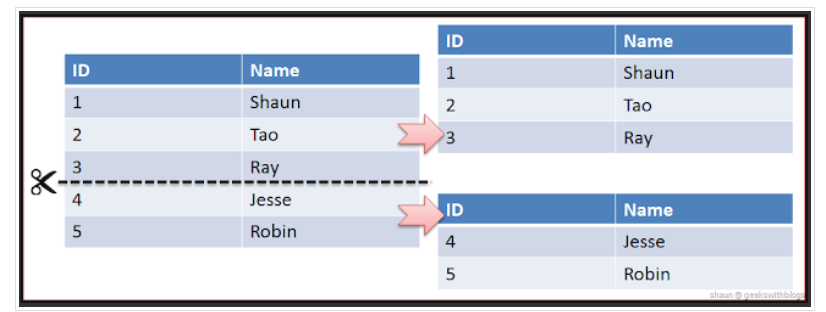 ID Name
1 Shaun
2 Tao
3 Ray
4 Jesse
5 Robin
ID Name
1 Shaun
2 Tao
3 Ray
ID Name
4 Jesse
5 Robin
shaun @ geekswithblogs